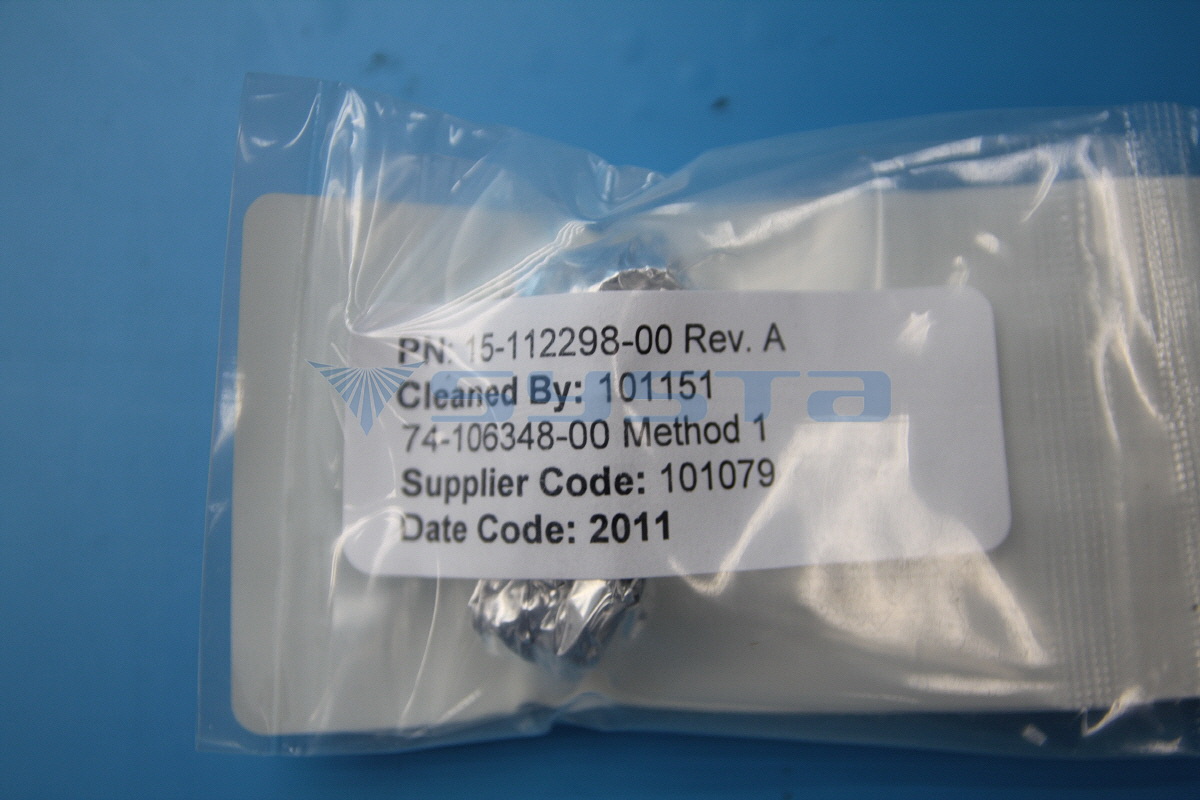 PN: 15-112298-00 Rev. A
Cleaned By: 101151
SYSTA
74-106348-00 Method 1
Supplier Code: 101079
Date Code: 2011